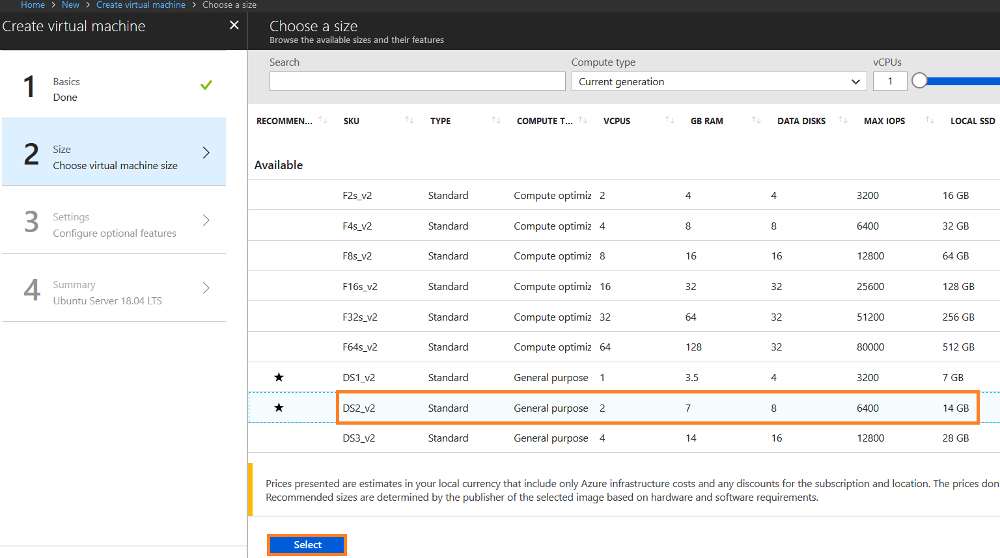 Home > New > Create virtual machine > Choose a size
Create virtual machine
Choose a size
Browse the available sizes and their features
1
Basics
Done
2
Size
Choose virtual machine size
3
Settings
Configure optional features
4
Summary
Ubuntu Server 18.04 LTS
Search
Compute type
vCPUs
Current generation
1
RECOMMEN... SKU TYPE COMPUTE T... VCPUS GB RAM DATA DISKS MAX IOPS LOCAL SSD
Available
F2s_v2 Standard Compute optimiz 2 4 4 3200 16 GB
F4s_v2 Standard Compute optimiz 4 8 8 6400 32 GB
F8s_v2 Standard Compute optimiz 8 16 16 12800 64 GB
F16s_v2 Standard Compute optimiz 16 32 32 25600 128 GB
F32s_v2 Standard Compute optimiz 32 64 32 51200 256 GB
F64s_v2 Standard Compute optimiz 64 128 32 80000 512 GB
★ DS1_v2 Standard General purpose 1 3.5 4 3200 7 GB
★ DS2_v2 Standard General purpose 2 7 8 6400 14 GB
DS3_v2 Standard General purpose 4 14 16 12800 28 GB
Prices presented are estimates in your local currency that include only Azure infrastructure costs and any discounts for the subscription and location. The prices don
Recommended sizes are determined by the publisher of the selected image based on hardware and software requirements.
Select